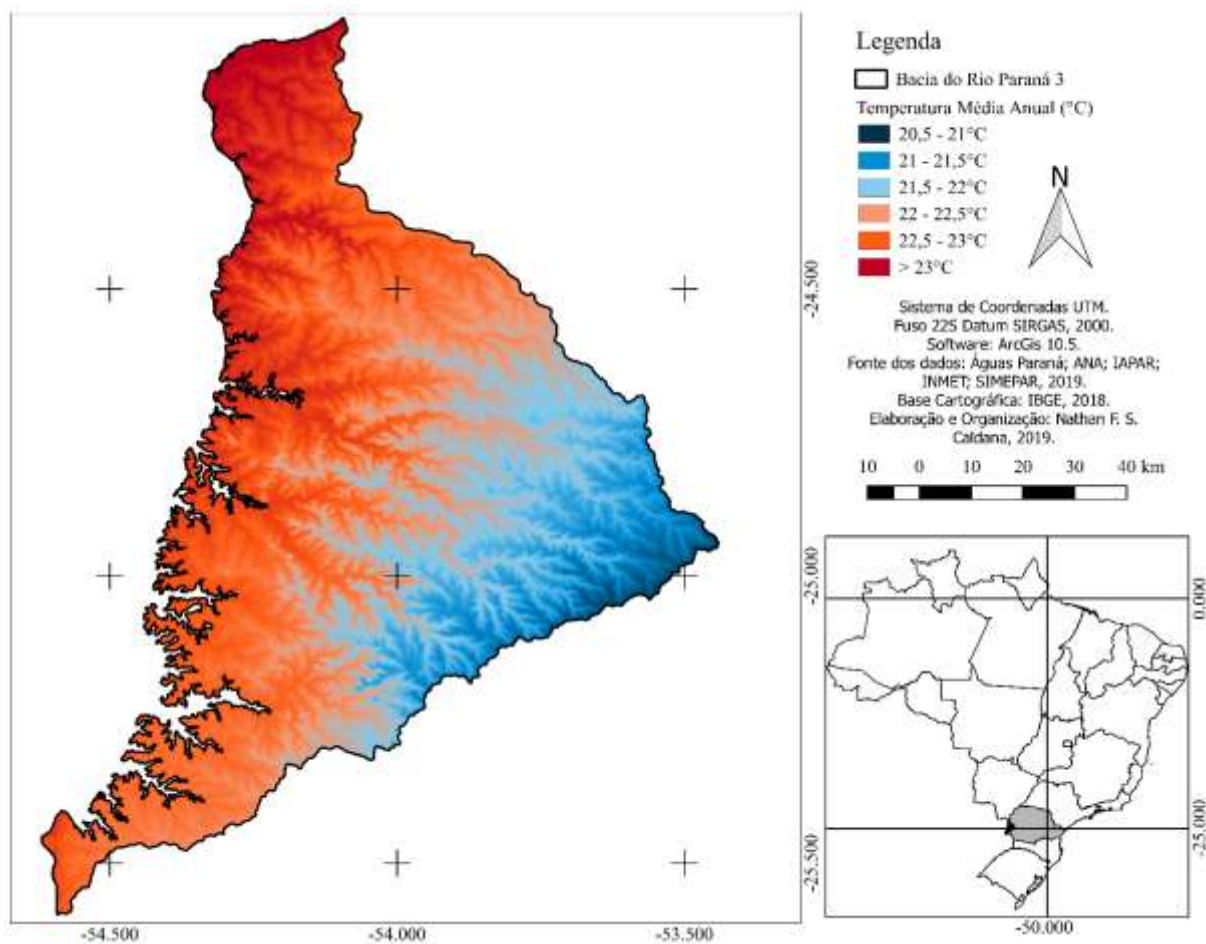 Legenda
Bacia do Rio Paraná 3
Temperatura Média Anual (°C)
20,5 - 21°C
21 - 21,5°C
21,5 - 22°C
22 - 22,5°C
22,5 - 23°C
> 23°C
N
Sistema de Coordenadas UTM.
Fuso 22S Datum SIRGAS, 2000.
Software: ArcGis 10.5.
Fonte dos dados: Águas Paraná; ANA; IAPAR;
INMET; SIMEPAR, 2019.
Base Cartográfica: IBGE, 2018.
Elaboração e Organização: Nathan F. S.
Caldana, 2019.
10 0 10 20 30 40 km
-24.500
-25.000
-25.500
-54.500 -54.000 -53.500
0.000
-25.000
-50.000